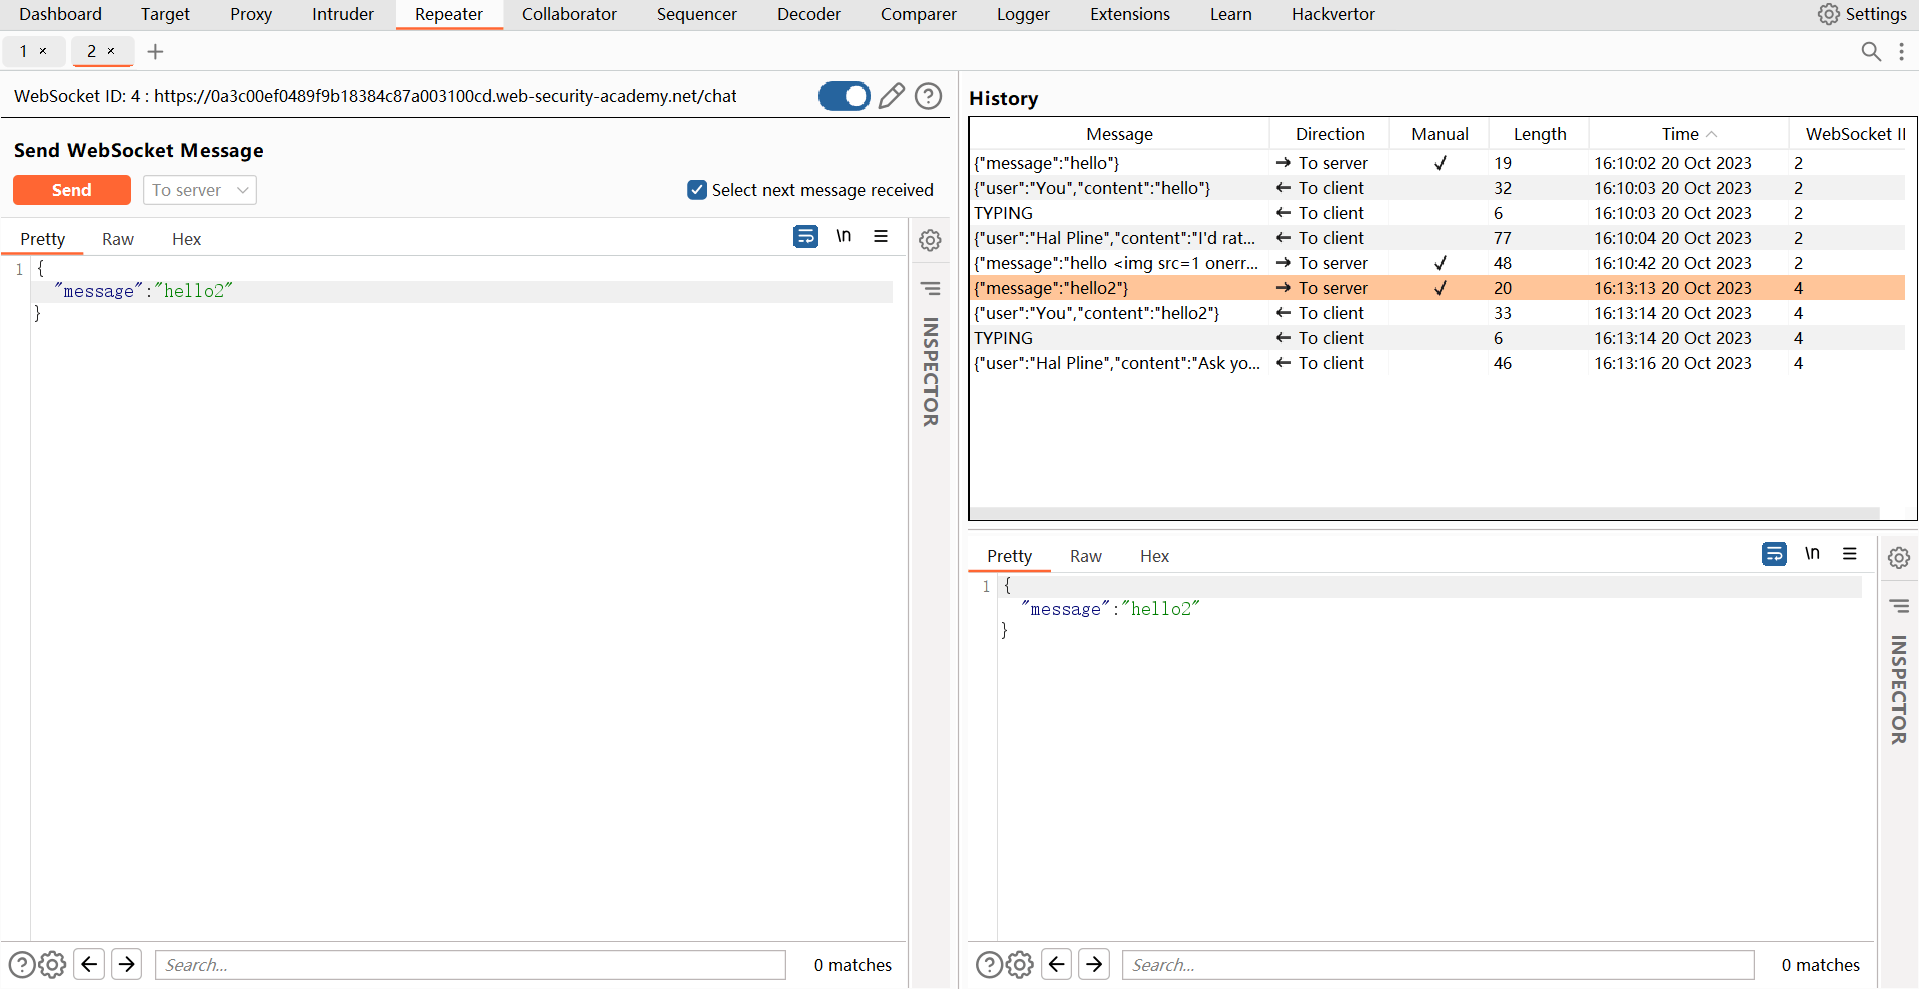 Dashboard Target Proxy Intruder Repeater Collaborator Sequencer Decoder Comparer Logger Extensions Learn Hackvertor Settings
1 × 2 × +
WebSocket ID: 4 : https://0a3c00ef0489f9b18384c87a003100cd.web-security-academy.net/chat
Send WebSocket Message
Send To server Select next message received
Pretty Raw Hex \n
1 {
"message":"hello2"
}
INSPECTOR
Search... 0 matches
History
Message Direction Manual Length Time WebSocket II
{"message":"hello"} → To server ✓ 19 16:10:02 20 Oct 2023 2
{"user":"You","content":"hello"} ← To client 32 16:10:03 20 Oct 2023 2
TYPING ← To client 6 16:10:03 20 Oct 2023 2
{"user":"Hal Pline","content":"I'd rat... ← To client 77 16:10:04 20 Oct 2023 2
{"message":"hello <img src=1 onerr... → To server ✓ 48 16:10:42 20 Oct 2023 2
{"message":"hello2"} → To server ✓ 20 16:13:13 20 Oct 2023 4
{"user":"You","content":"hello2"} ← To client 33 16:13:14 20 Oct 2023 4
TYPING ← To client 6 16:13:14 20 Oct 2023 4
{"user":"Hal Pline","content":"Ask yo... ← To client 46 16:13:16 20 Oct 2023 4
Pretty Raw Hex \n
1 {
"message":"hello2"
}
INSPECTOR
Search... 0 matches